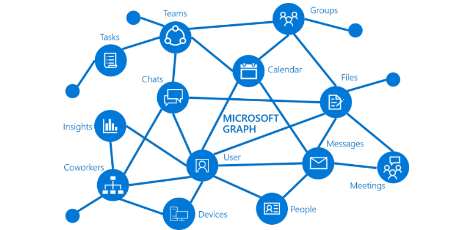 Groups
Teams
Tasks
Calendar
Chats
Files
MICROSOFT
GRAPH
Insights
Messages
User
Coworkers
Meetings
Devices
People